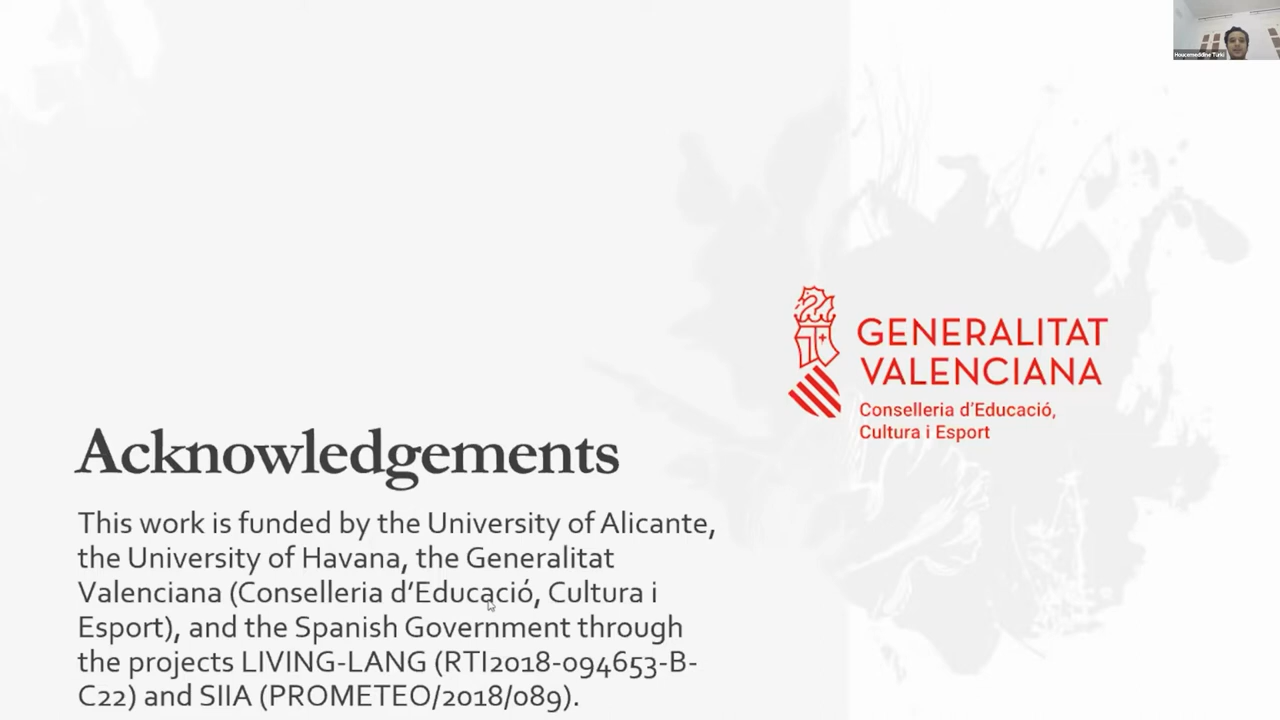 Houcemeddine Turki
GENERALITAT
VALENCIANA
Conselleria d'Educació,
Cultura i Esport
Acknowledgements
This work is funded by the University of Alicante,
the University of Havana, the Generalitat
Valenciana (Conselleria d'Educació, Cultura i
Esport), and the Spanish Government through
the projects LIVING-LANG (RTI2018-094653-B-
C22) and SIIA (PROMETEO/2018/089).